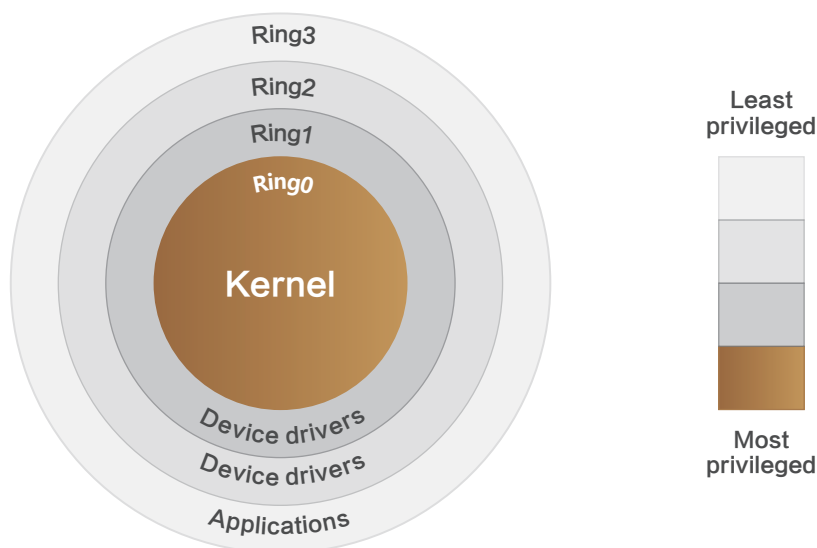 Ring3
Ring2
Ring1
Ring0
Kernel
Device drivers
Device drivers
Applications
Least
privileged
Most
privileged